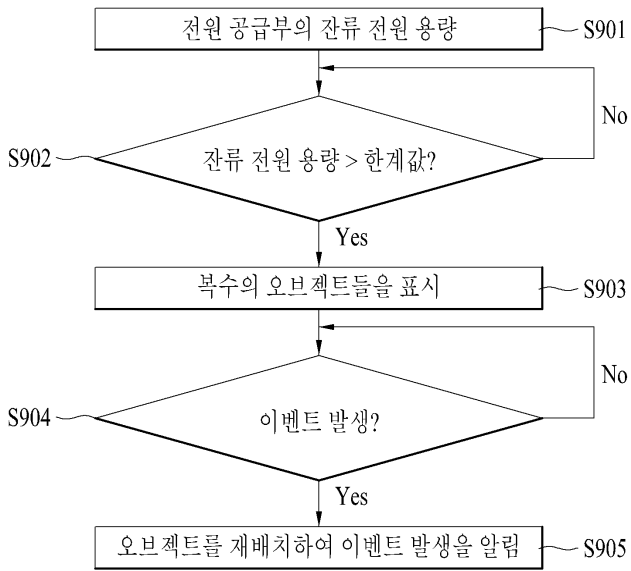 전원 공급부의 잔류 전원 용량
S901
No
S902
잔류 전원 용량 > 한계값?
Yes
복수의 오브젝트들을 표시
S903
No
S904
이벤트 발생?
Yes
오브젝트를 재배치하여 이벤트 발생을 알림
S905